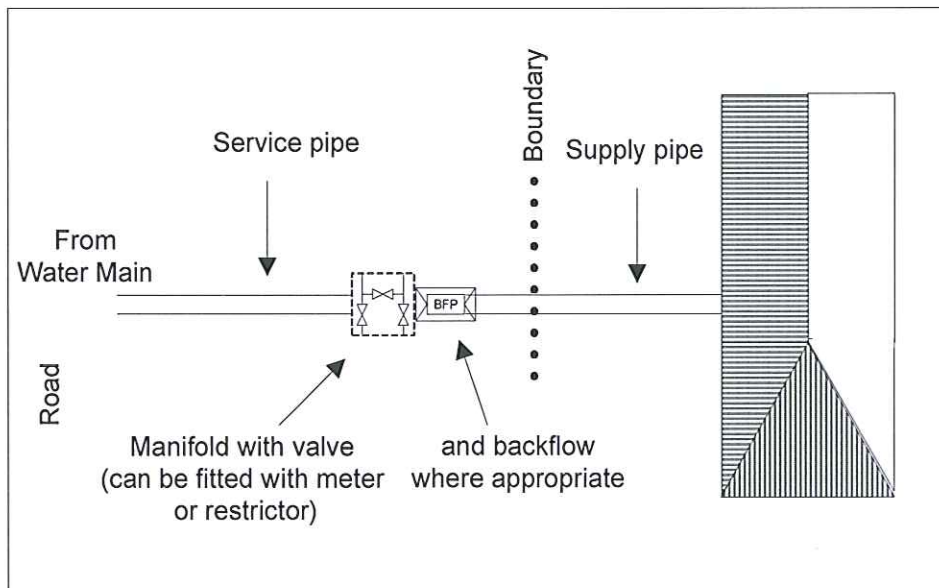 Boundary
Service pipe
Supply pipe
From
Water Main
BFP
Road
Manifold with valve
(can be fitted with meter
or restrictor)
and backflow
where appropriate